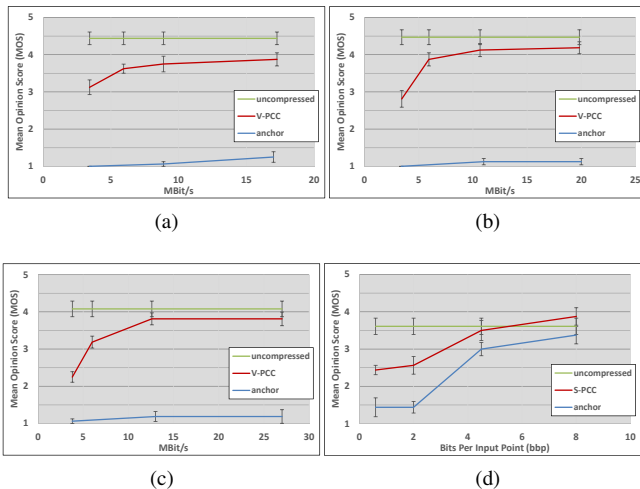 Mean Opinion Score (MOS)
5
4
3
2
1
uncompressed
V-PCC
anchor
0
5
10
15
20
MBit/s
(a)
Mean Opinion Score (MOS)
5
4
3
2
1
uncompressed
V-PCC
anchor
0
5
10
15
20
25
MBit/s
(b)
Mean Opinion Score (MOS)
5
4
3
2
1
uncompressed
V-PCC
anchor
0
5
10
15
20
25
30
MBit/s
(c)
Mean Opinion Score (MOS)
5
4
3
2
1
uncompressed
S-PCC
anchor
0
2
4
6
8
10
Bits Per Input Point (bbp)
(d)